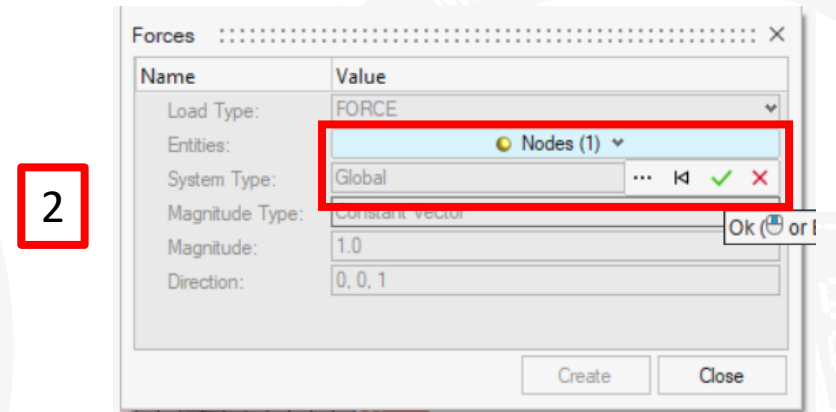 Forces
Name Value
Load Type: FORCE
Entities: Nodes (1)
System Type: Global
2
Magnitude Type: Constant Vector
Ok ( or
Magnitude: 1.0
Direction: 0, 0, 1
Create Close